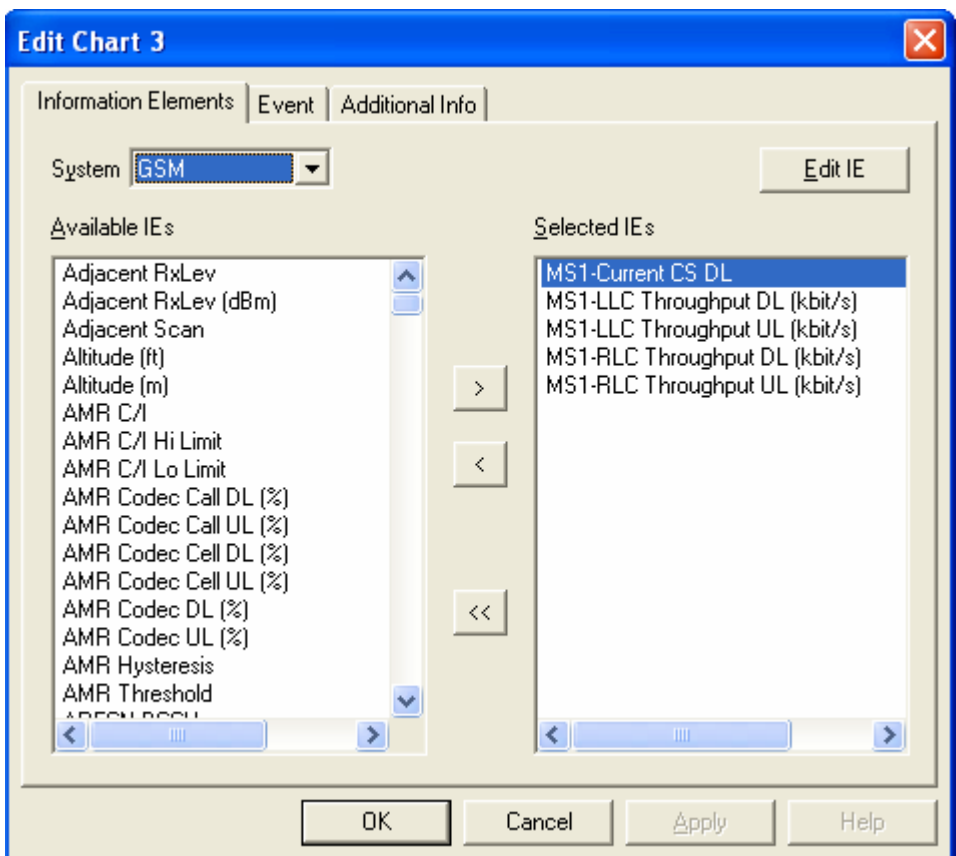 Edit Chart 3
Information Elements Event Additional Info
System GSM Edit IE
Available IEs
Adjacent RxLev
Adjacent RxLev (dBm)
Adjacent Scan
Altitude (ft)
Altitude (m)
AMR C/I
AMR C/I Hi Limit
AMR C/I Lo Limit
AMR Codec Call DL (%)
AMR Codec Call UL (%)
AMR Codec Cell DL (%)
AMR Codec Cell UL (%)
AMR Codec DL (%)
AMR Codec UL (%)
AMR Hysteresis
AMR Threshold
>
<
<<
Selected IEs
MS1-Current CS DL
MS1-LLC Throughput DL (kbit/s)
MS1-LLC Throughput UL (kbit/s)
MS1-RLC Throughput DL (kbit/s)
MS1-RLC Throughput UL (kbit/s)
OK Cancel Apply Help